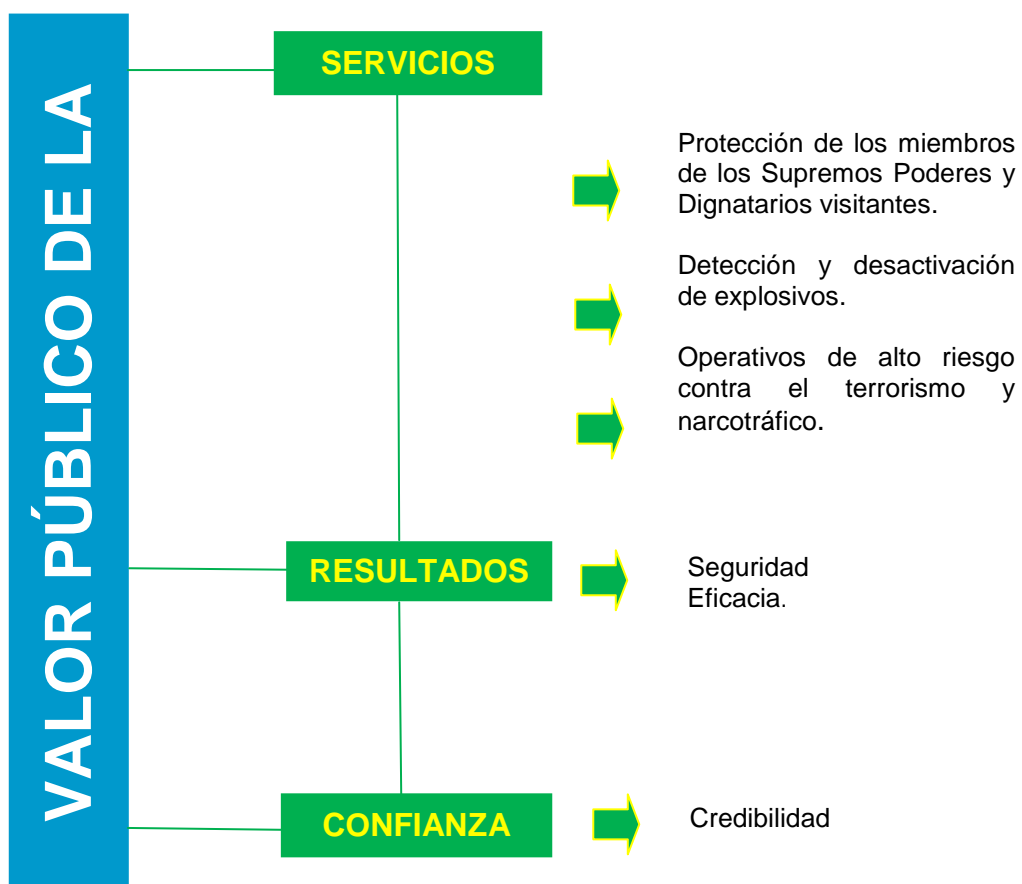 VALOR PÚBLICO DE LA
SERVICIOS
Protección de los miembros
de los Supremos Poderes y
Dignatarios visitantes.
Detección y desactivación
de explosivos.
Operativos de alto riesgo
contra el terrorismo y
narcotráfico.
RESULTADOS
Seguridad
Eficacia.
CONFIANZA
Credibilidad